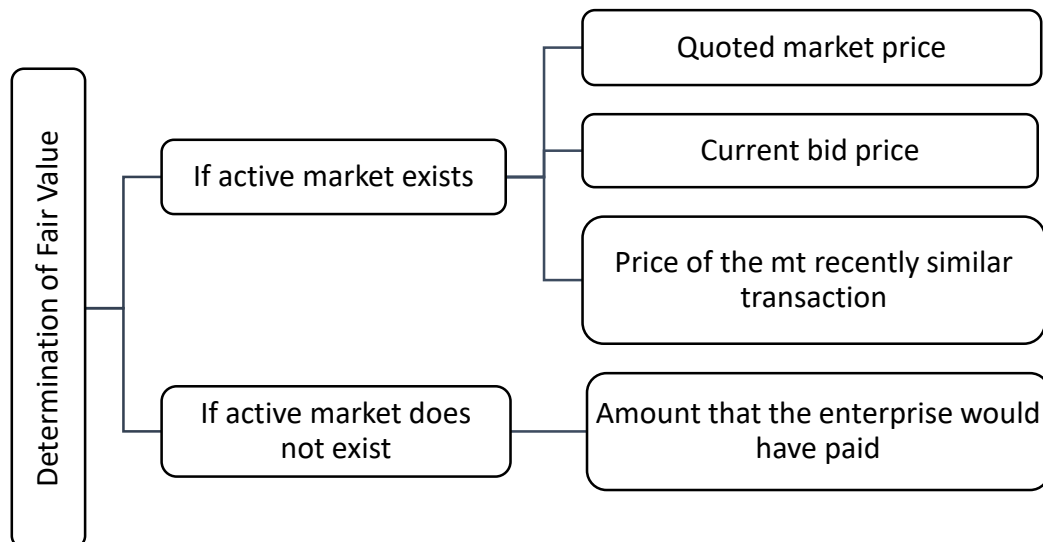 Determination of Fair Value
If active market exists
Quoted market price
Current bid price
Price of the mt recently similar
transaction
If active market does
not exist
Amount that the enterprise would
have paid